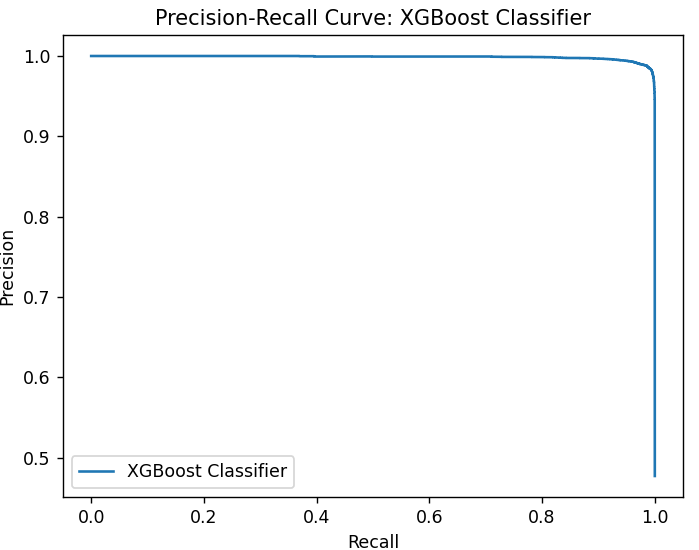 Precision-Recall Curve: XGBoost Classifier
1.0
0.9
0.8
0.7
0.6
0.5
Precision
XGBoost Classifier
0.0 0.2 0.4 0.6 0.8 1.0
Recall